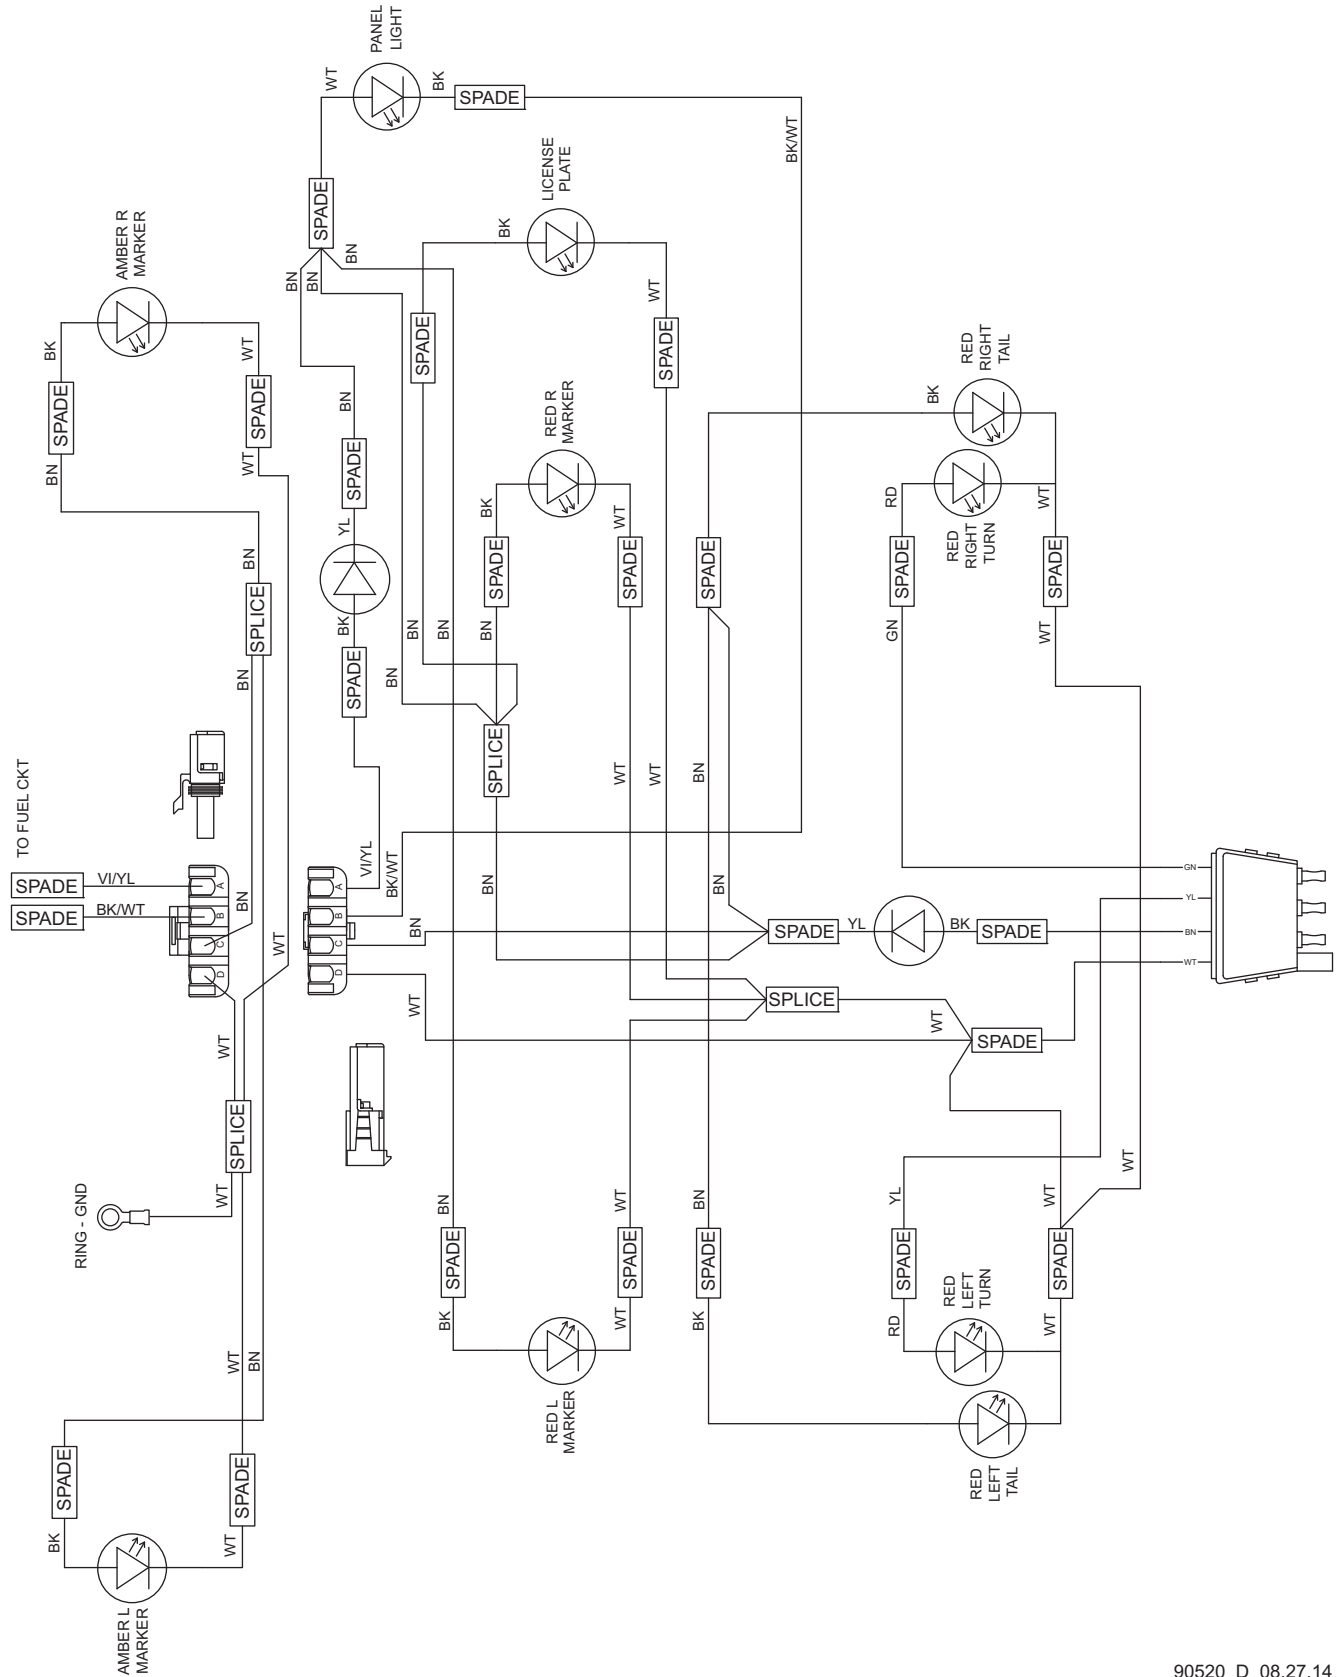 PANEL
LIGHT
WT
BK
SPADE
BK/WT
LICENSE
PLATE
SPADE
BK
AMBER R
MARKER
BN
BN
BN
WT
BK
WT
SPADE
SPADE
RED
RIGHT
TAIL
SPADE
SPADE
RED R
MARKER
BK
BN
BN
WT
SPADE
RED
RIGHT
TURN
RD
BK
WT
YL
BK
WT
BN
SPADE
SPADE
SPADE
SPADE
SPADE
SPLICE
BK
BN
BN
BN
GN
WT
BN
SPADE
BN
TO FUEL CKT
SPLICE
WT
WT
BN
SPADE
VI/YL
A
BN
VI/YL
A
BN
BN
GN
SPADE
BK/WT
B
BK/WT
B
YL
C
BN
C
SPADE
YL
BK
SPADE
BN
D
WT
D
WT
WT
WT
SPLICE
WT
SPADE
SPLICE
RING - GND
WT
BN
WT
BN
YL
WT
WT
SPADE
SPADE
SPADE
SPADE
SPADE
WT
BN
BK
WT
BK
RD
RED
LEFT
TURN
WT
RED L
MARKER
SPADE
SPADE
RED
LEFT
TAIL
BK
WT
AMBER L
MARKER
90520_D_08.27.14